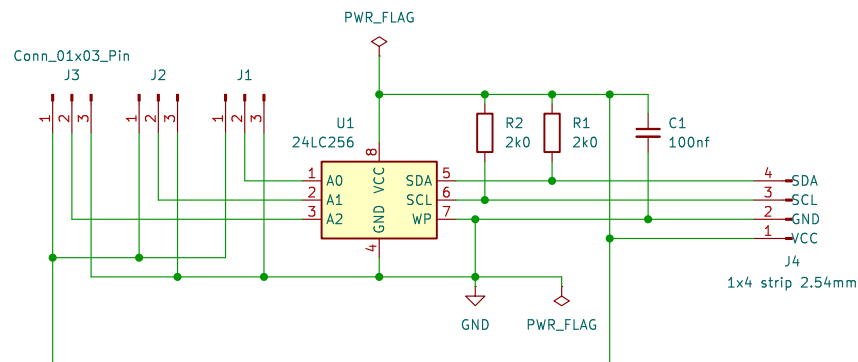 PWR_FLAG
Conn_01x03_Pin
J3
J2
J1
1
2
3
1
2
3
1
2
3
U1
24LC256
R2
2k0
R1
2k0
C1
100nf
8
VCC
1
A0
SDA
5
2
A1
SCL
6
3
A2
WP
7
GND
4
4
SDA
3
SCL
2
GND
1
VCC
J4
1x4 strip 2.54mm
GND
PWR_FLAG